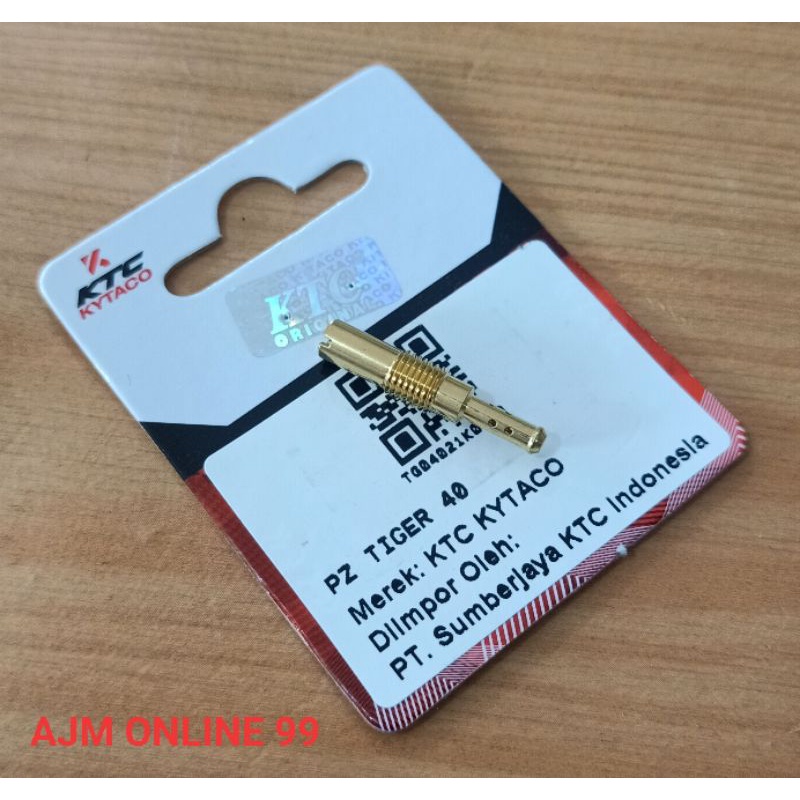 KTC
KYTACO
KTC
ORIGINAL
PZ TIGER 40
Merek: KTC KYTACO
DiImpor Oleh:
PT. Sumberjaya KTC Indonesia
AJM ONLINE 99